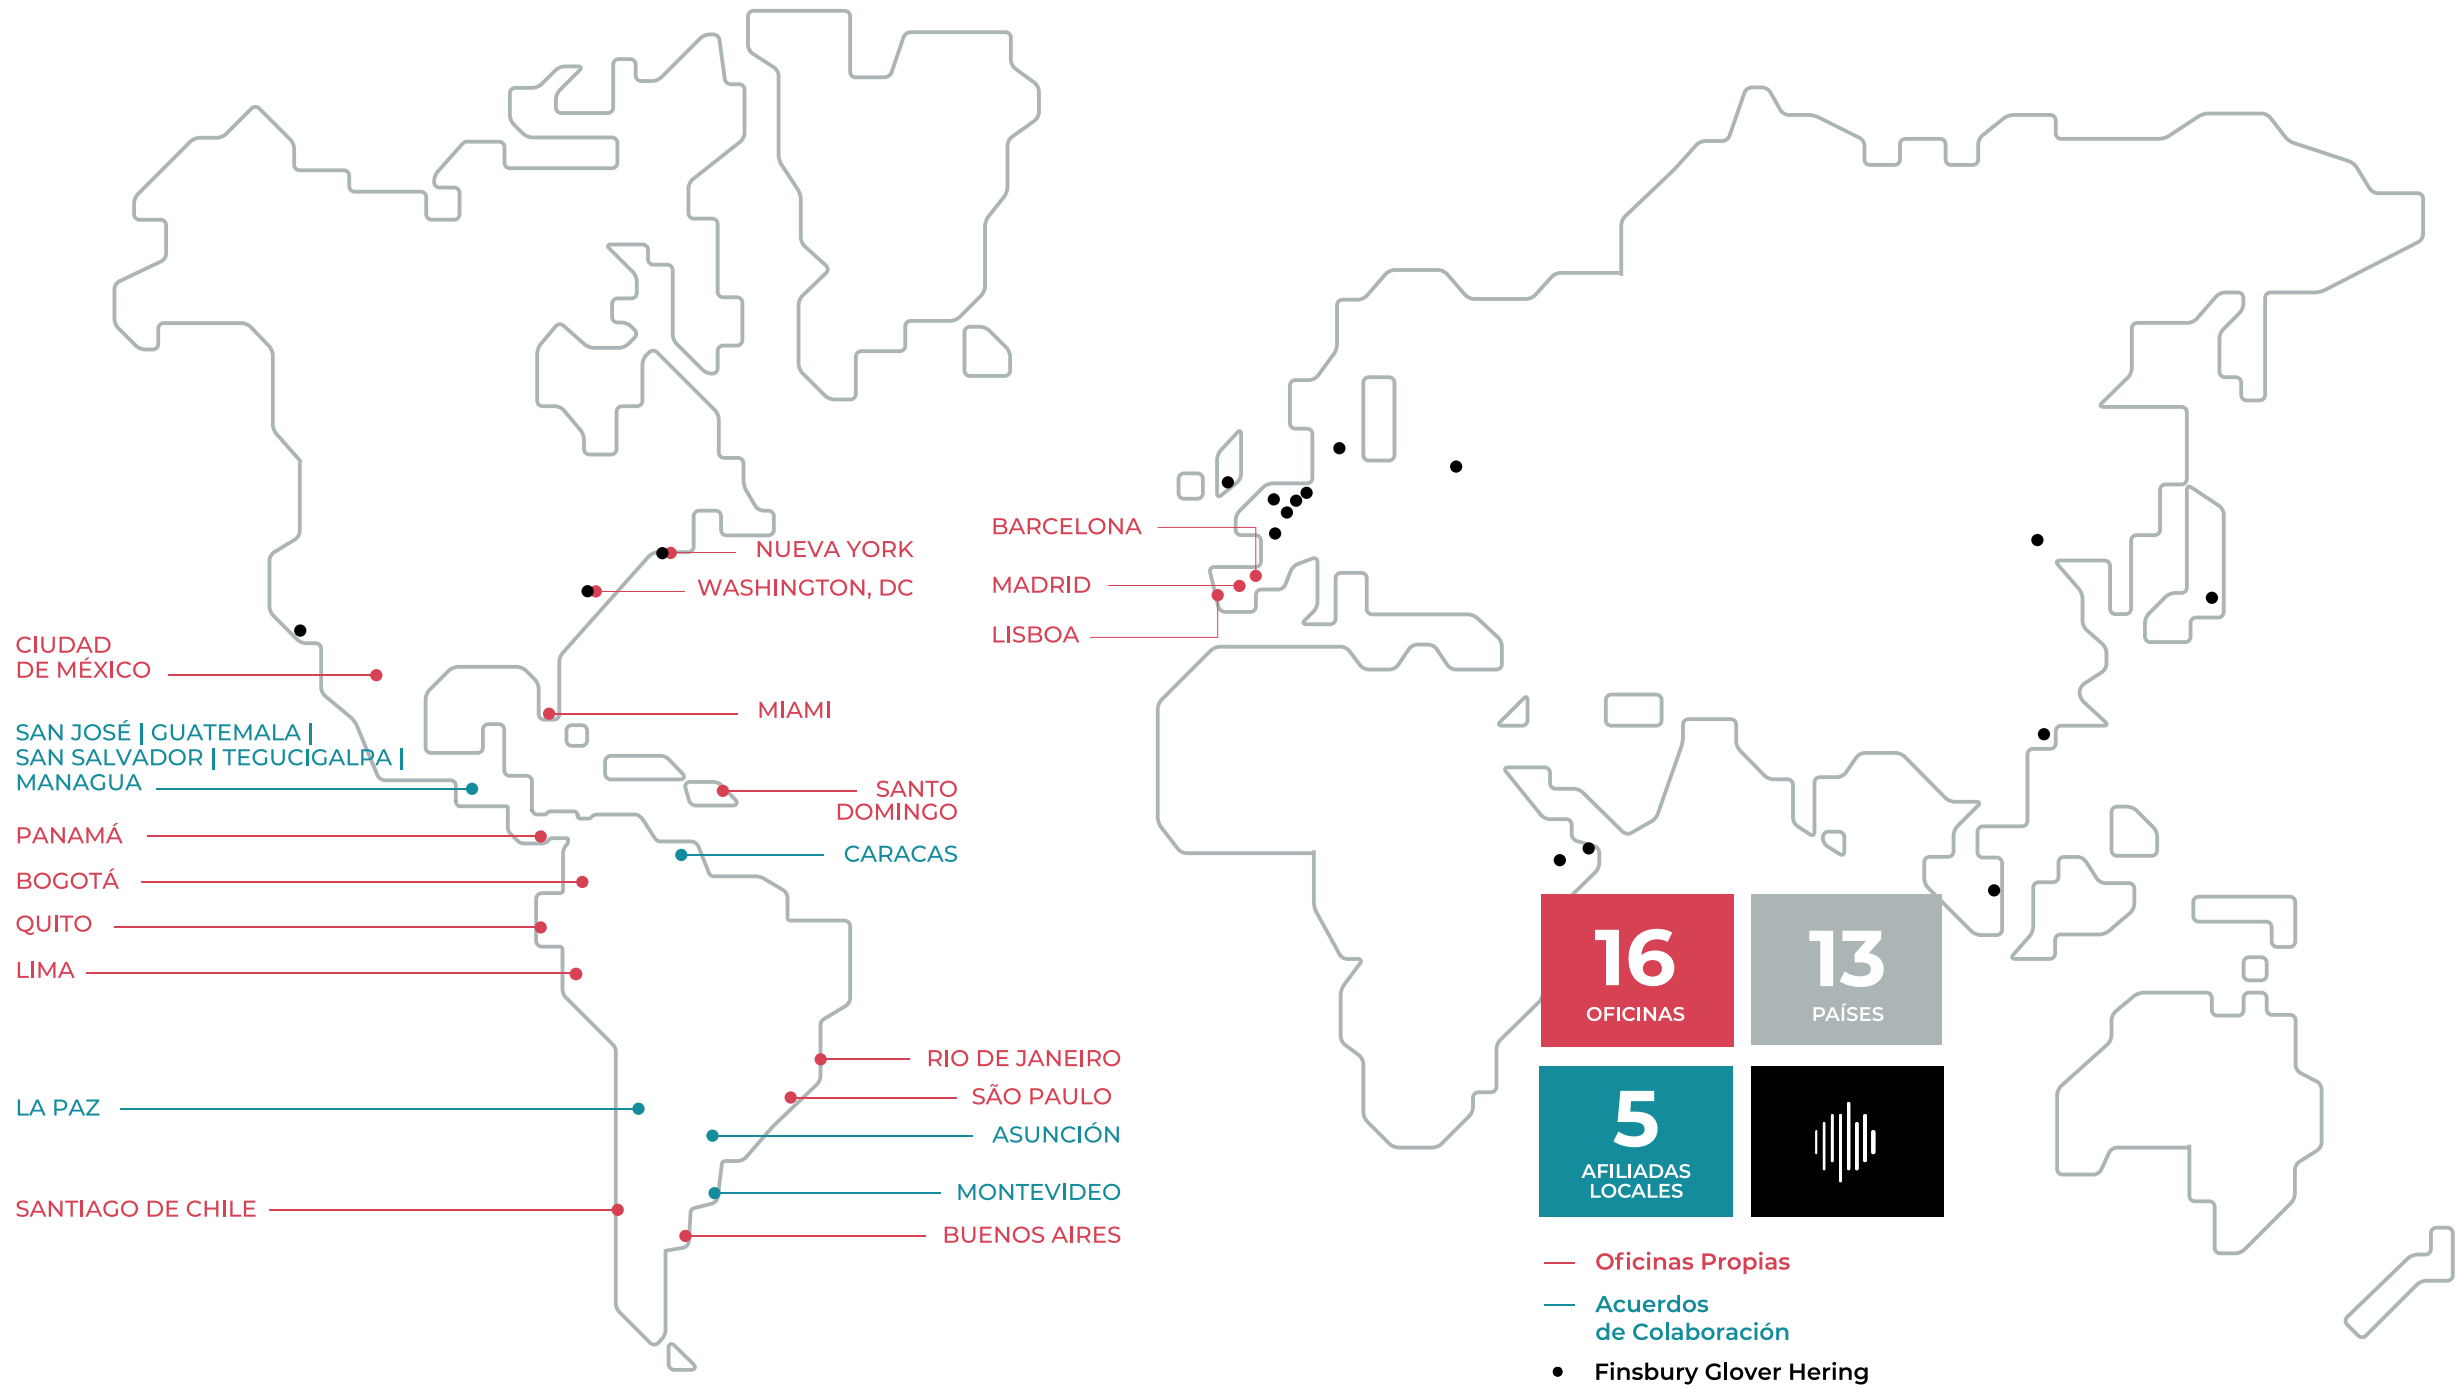 NUEVA YORK
WASHINGTON, DC
BARCELONA
MADRID
LISBOA
CIUDAD
DE MÉXICO
MIAMI
SAN JOSÉ | GUATEMALA |
SAN SALVADOR | TEGUCIGALPA |
MANAGUA
SANTO
DOMINGO
PANAMÁ
CARACAS
BOGOTÁ
QUITO
LIMA
RIO DE JANEIRO
SÃO PAULO
LA PAZ
ASUNCIÓN
MONTEVIDEO
SANTIAGO DE CHILE
BUENOS AIRES
16
OFICINAS
13
PAÍSES
5
AFILIADAS
LOCALES
Oficinas Propias
Acuerdos
de Colaboración
Finsbury Glover Hering